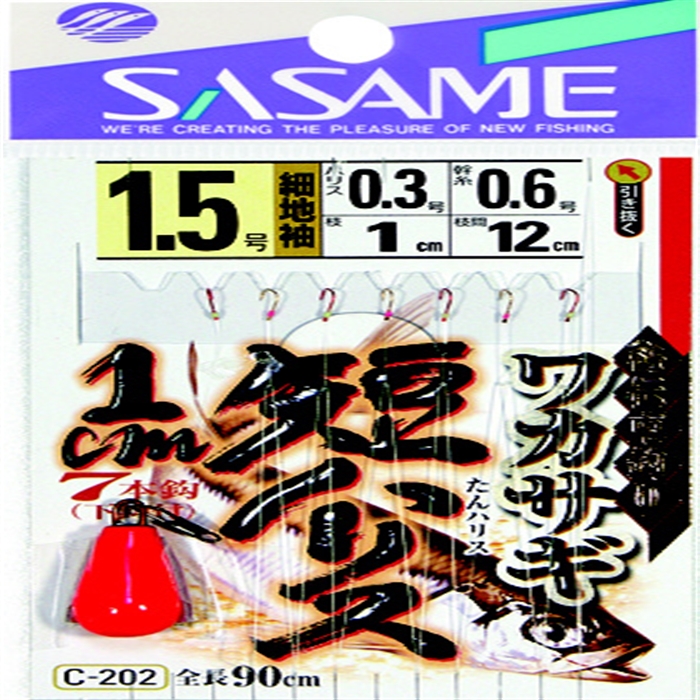 SASAME
WE'RE CREATING THE PLEASURE OF NEW FISHING
1.5号
細地袖
ハリス 0.3号
幹糸 0.6号
枝 1cm
枝間 12cm
引き抜く
ワカサギ
短ハリス
たんハリス
1cm
7本鈎
C-202
全長90cm